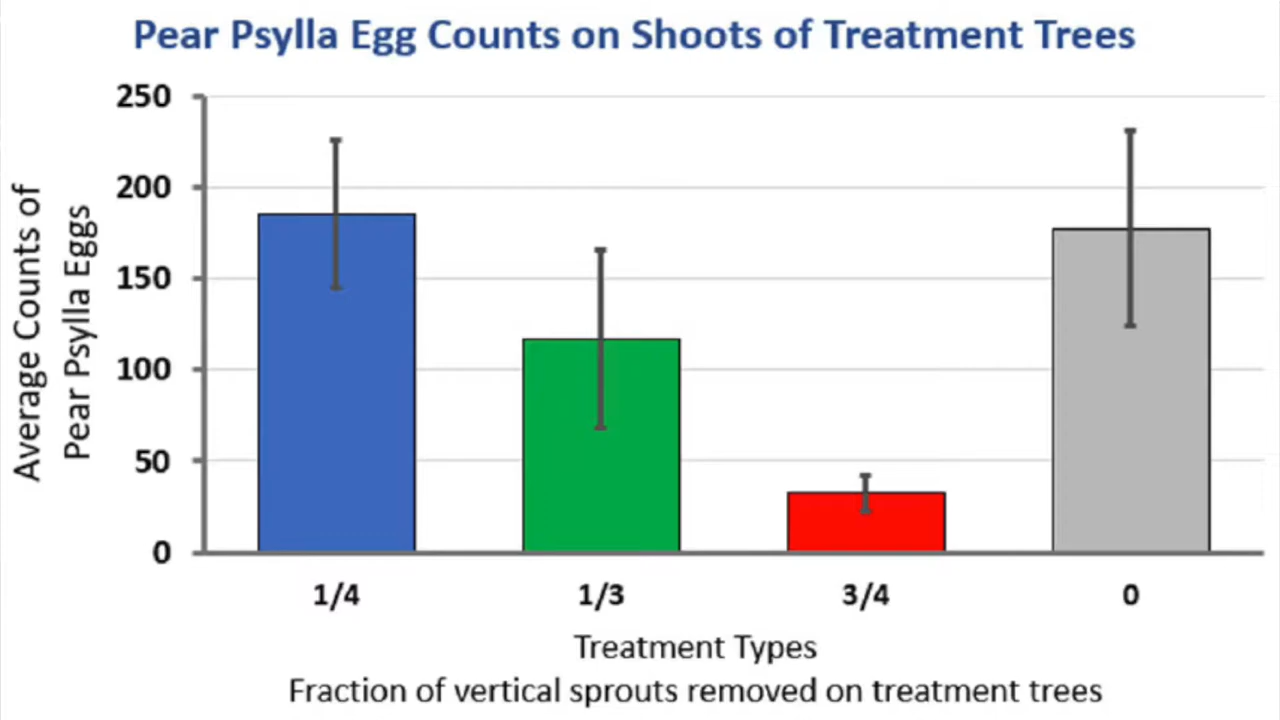 Pear Psylla Egg Counts on Shoots of Treatment Trees
250
200
150
100
50
0
Average Counts of
Pear Psylla Eggs
1/4 1/3 3/4 0
Treatment Types
Fraction of vertical sprouts removed on treatment trees